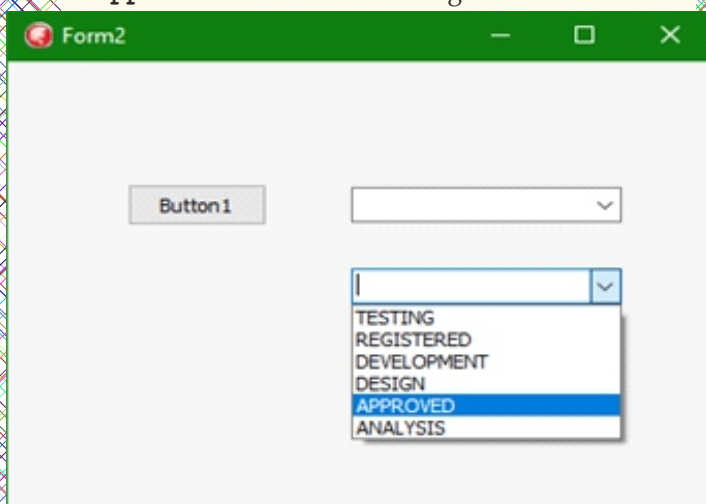 Form2
Button1
TESTING
REGISTERED
DEVELOPMENT
DESIGN
APPROVED
ANALYSIS